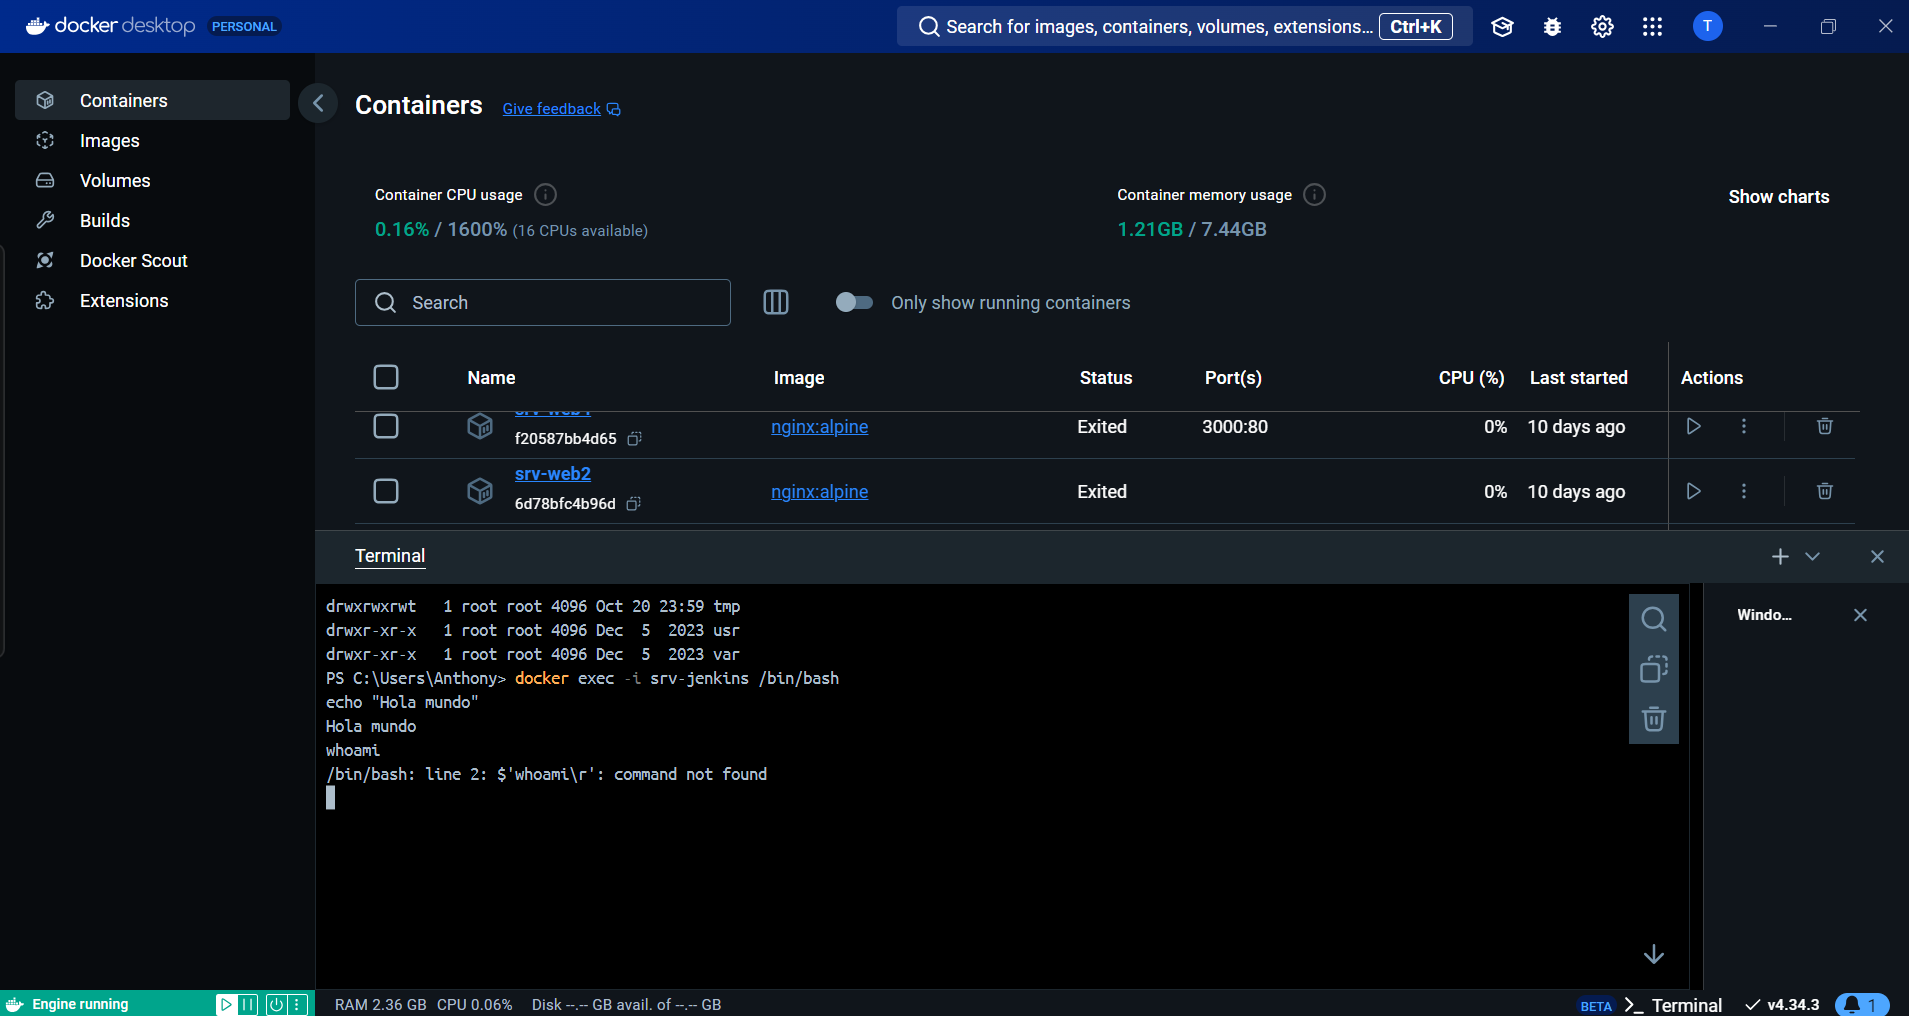 docker desktop PERSONAL
Search for images, containers, volumes, extensions... Ctrl+K
T
Containers
Images
Volumes
Builds
Docker Scout
Extensions
Containers Give feedback
Container CPU usage
0.16% / 1600% (16 CPUs available)
Container memory usage
1.21GB / 7.44GB
Show charts
Search
Only show running containers
Name Image Status Port(s) CPU (%) Last started Actions
f20587bb4d65 nginx:alpine Exited 3000:80 0% 10 days ago
srv-web2
6d78bfc4b96d nginx:alpine Exited 0% 10 days ago
Terminal
drwxrwxrwt   1 root root 4096 Oct 20 23:59 tmp
drwxr-xr-x   1 root root 4096 Dec  5  2023 usr
drwxr-xr-x   1 root root 4096 Dec  5  2023 var
PS C:\Users\Anthony> docker exec -i srv-jenkins /bin/bash
echo "Hola mundo"
Hola mundo
whoami
/bin/bash: line 2: $'whoami\r': command not found
Windo...
Engine running
RAM 2.36 GB CPU 0.06% Disk --.-- GB avail. of --.-- GB
BETA Terminal v4.34.3 1